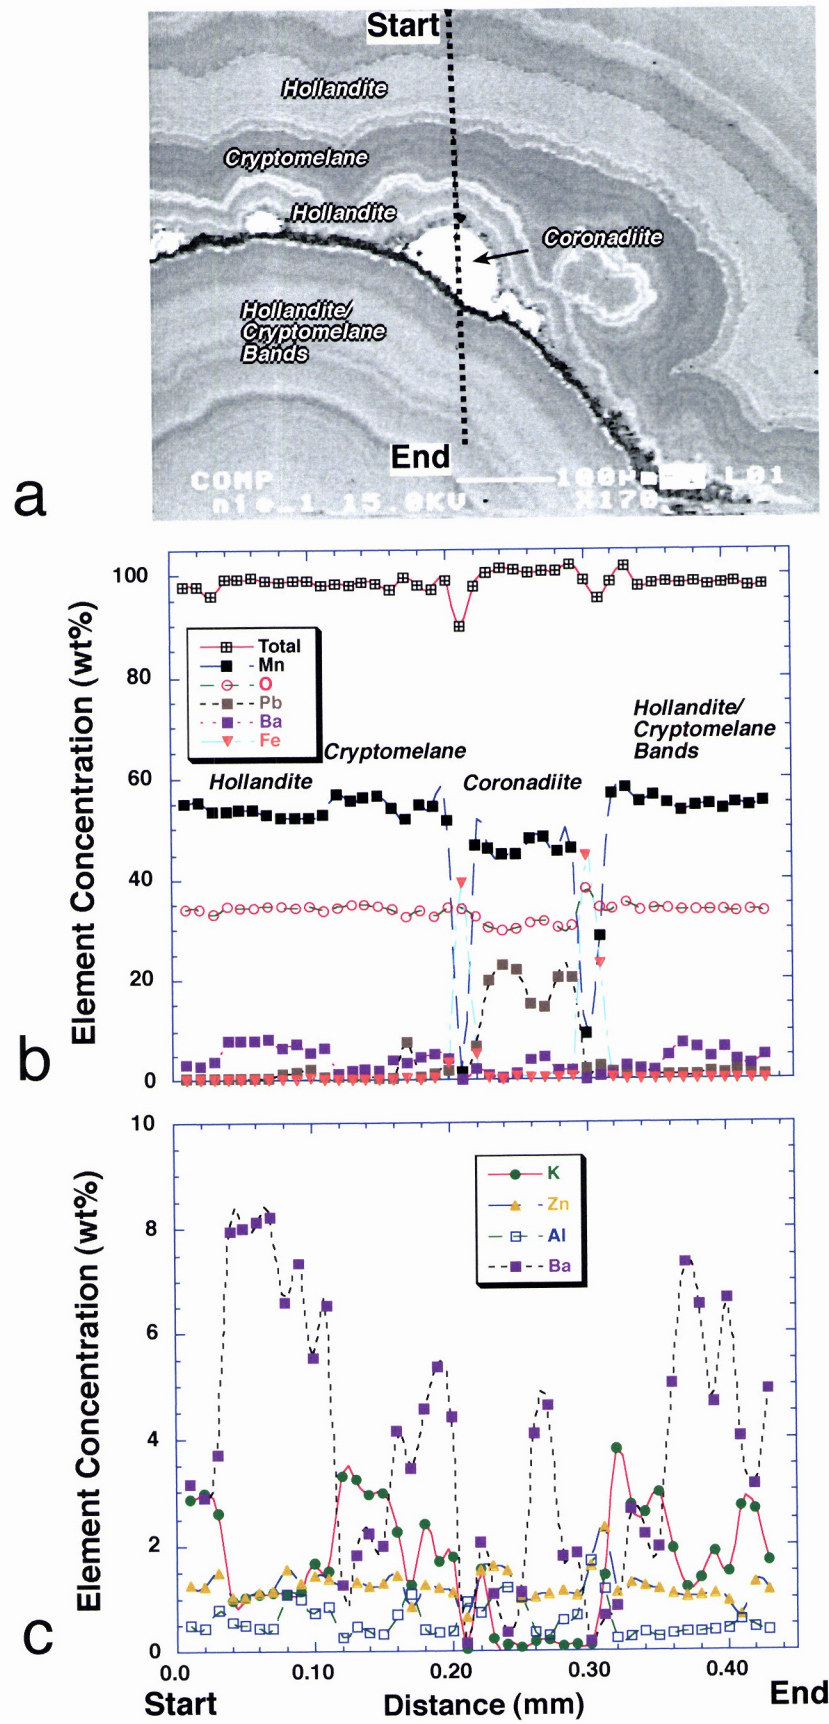 Start
Hollandite
Cryptomelane
Hollandite
Coronadiite
Hollandite/
Cryptomelane
Bands
End
COMP
100µm
L01
15.0KV
X170
a
Element Concentration (wt%)
100
80
60
40
20
0
Total
Mn
O
Pb
Ba
Fe
Hollandite
Cryptomelane
Coronadiite
Hollandite/
Cryptomelane
Bands
b
Element Concentration (wt%)
10
8
6
4
2
0
K
Zn
Al
Ba
c
0.0 0.10 0.20 0.30 0.40
Start Distance (mm) End